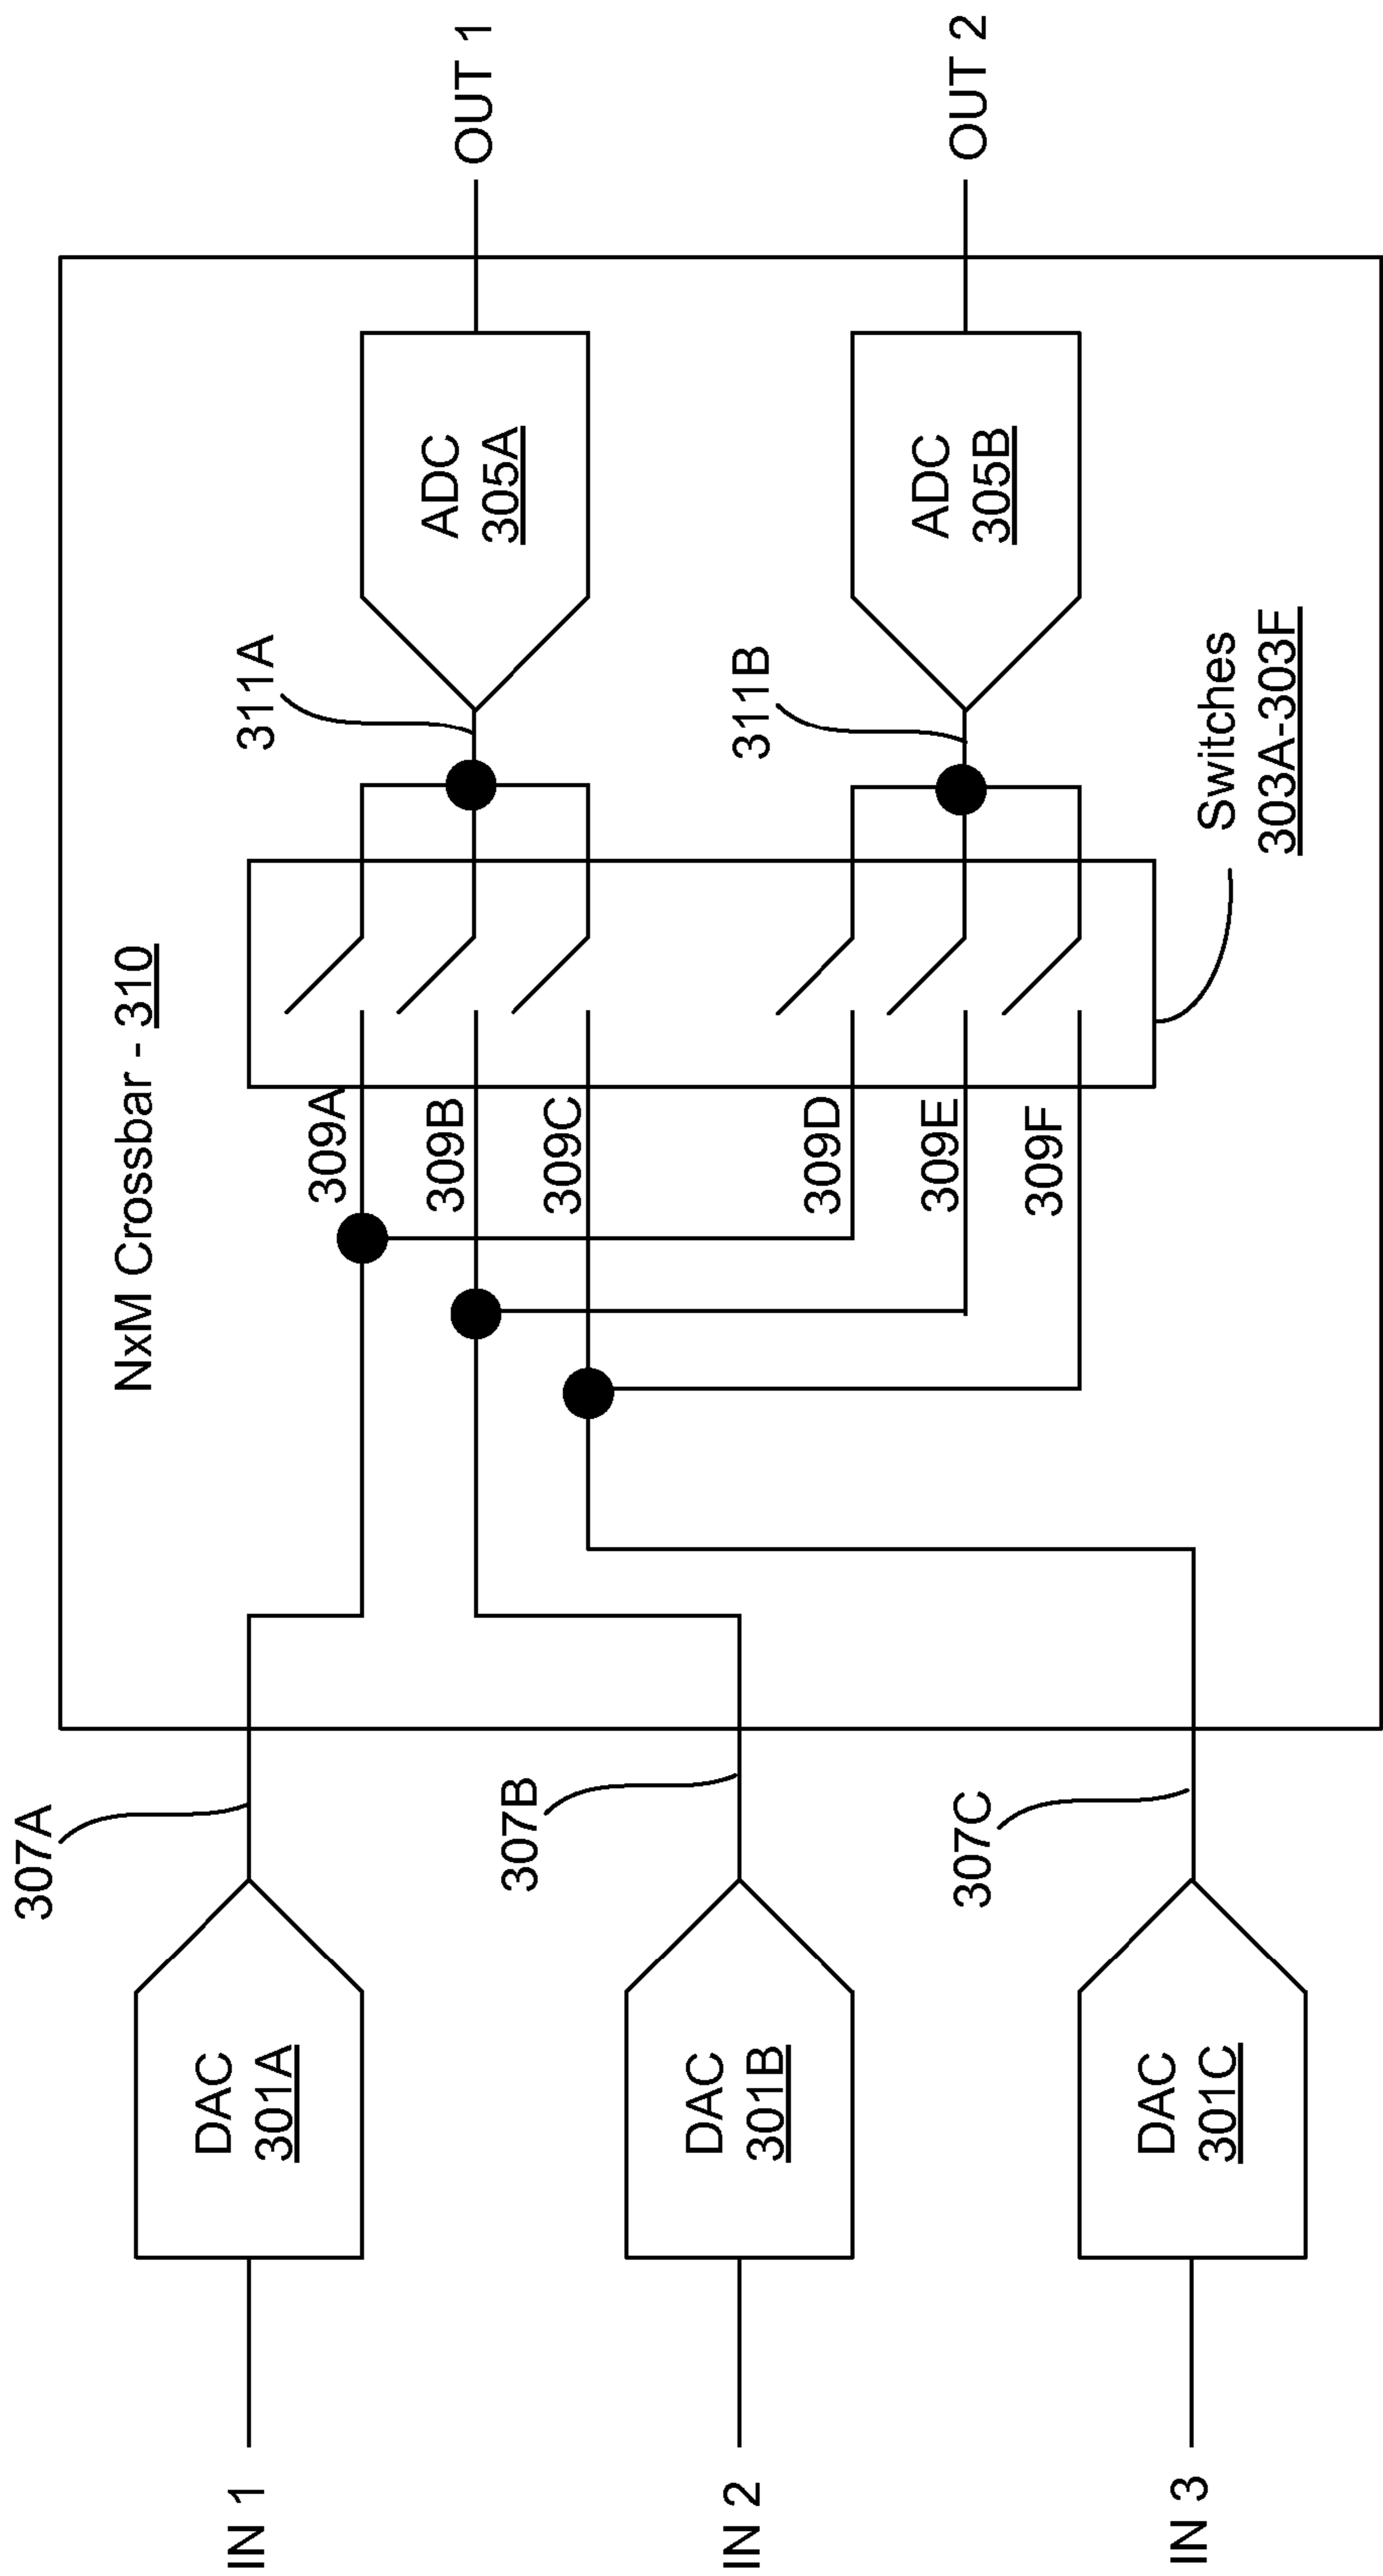 NxM Crossbar - 310
IN 1
DAC
301A
307A
IN 2
DAC
301B
307B
IN 3
DAC
301C
307C
309A
309B
309C
309D
309E
309F
Switches
303A-303F
311A
ADC
305A
OUT 1
311B
ADC
305B
OUT 2